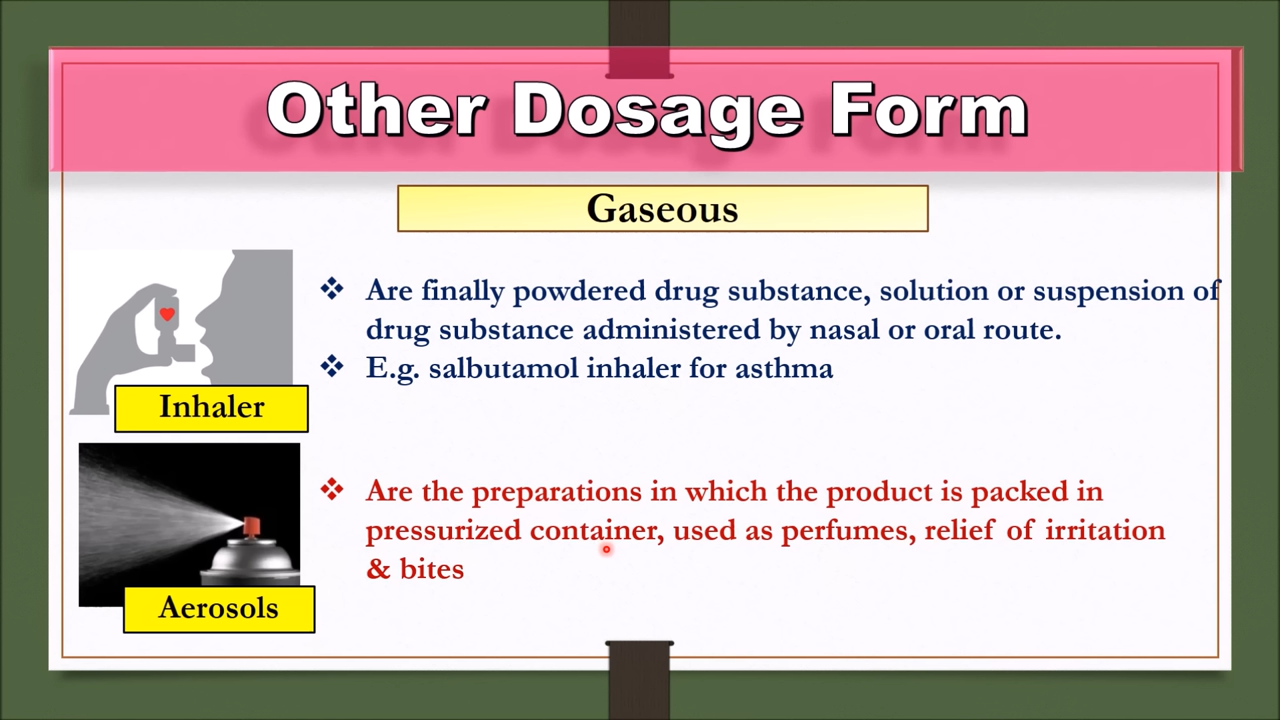 Other Dosage Form
Gaseous
❖ Are finally powdered drug substance, solution or suspension of
drug substance administered by nasal or oral route.
❖ E.g. salbutamol inhaler for asthma
Inhaler
❖ Are the preparations in which the product is packed in
pressurized container, used as perfumes, relief of irritation
& bites
Aerosols